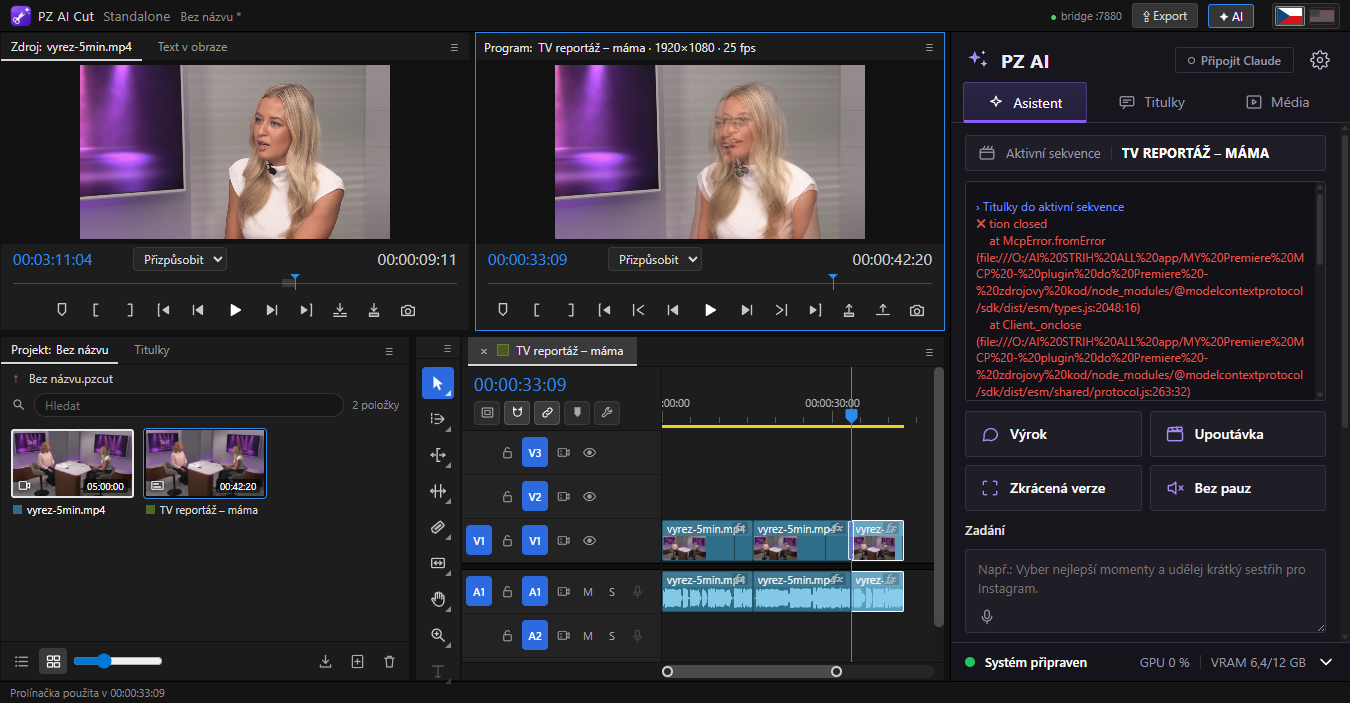 PZ AI Cut Standalone Bez názvu *
bridge :7880 Export AI
Zdroj: vyrez-5min.mp4 Text v obraze
Program: TV reportáž – máma · 1920×1080 · 25 fps
00:03:11:04 Přizpůsobit 00:00:09:11
00:00:33:09 Přizpůsobit 00:00:42:20
Projekt: Bez názvu Titulky
↑ Bez názvu.pzcut
Hledat 2 položky
05:00:00
00:42:20
vyrez-5min.mp4
TV reportáž – máma
× TV reportáž – máma
00:00:33:09
:00:00 00:00:30:00
V3
V2
V1 V1
vyrez-5min.mp4 fx vyrez-5min.mp4 fx vyrez- fx
A1 A1 M S
vyrez-5min.mp4 fx vyrez-5min.mp4 fx vyrez- fx
A2 M S
PZ AI Připojit Claude
Asistent Titulky Média
Aktivní sekvence TV REPORTÁŽ – MÁMA
› Titulky do aktivní sekvence
❌ tion closed
at McpError.fromError
(file:///O:/AI%20STRIH%20ALL%20app/MY%20Premiere%20M
CP%20-%20plugin%20do%20Premiere%20-
%20zdrojovy%20kod/node_modules/@modelcontextprotocol
/sdk/dist/esm/types.js:2048:16)
at Client._onclose
(file:///O:/AI%20STRIH%20ALL%20app/MY%20Premiere%20M
CP%20-%20plugin%20do%20Premiere%20-
%20zdrojovy%20kod/node_modules/@modelcontextprotocol
/sdk/dist/esm/shared/protocol.js:263:32)
Výrok Upoutávka
Zkrácená verze Bez pauz
Zadání
Např.: Vyber nejlepší momenty a udělej krátký sestřih pro
Instagram.
Systém připraven GPU 0 % VRAM 6,4/12 GB
Prolínačka použita v 00:00:33:09